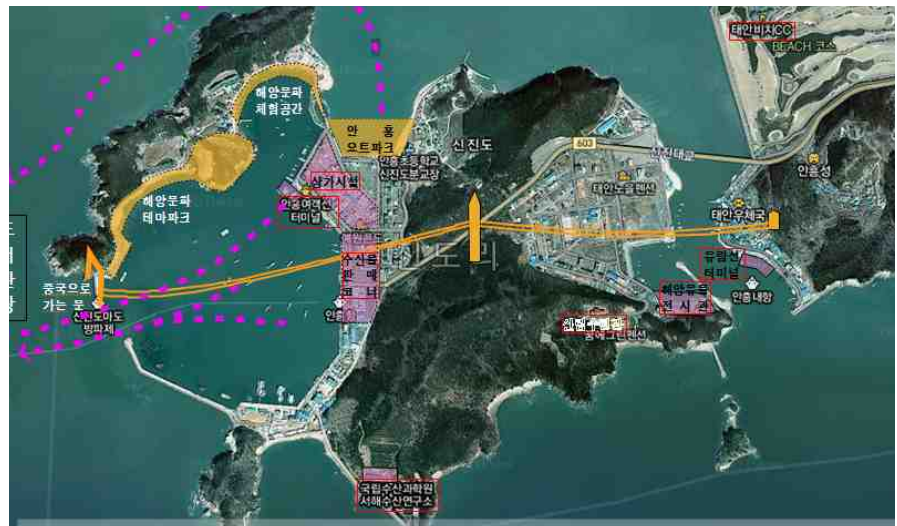 태안비치CC
BEACH 코스
해양문화
체험공간
안 흥
요트파크
신진도
603
신진대교
안흥성
안흥초등학교
신진도분교장
상가시설
태안노을펜션
안흥여객선
터미널
해양문화
테마파크
태안우체국
수산물
판매
코너
유람선
터미널
중국으로
가는 문
해양유물
전시관
안흥내항
신진도마도
방파제
국립수산과학원
서해수산연구소